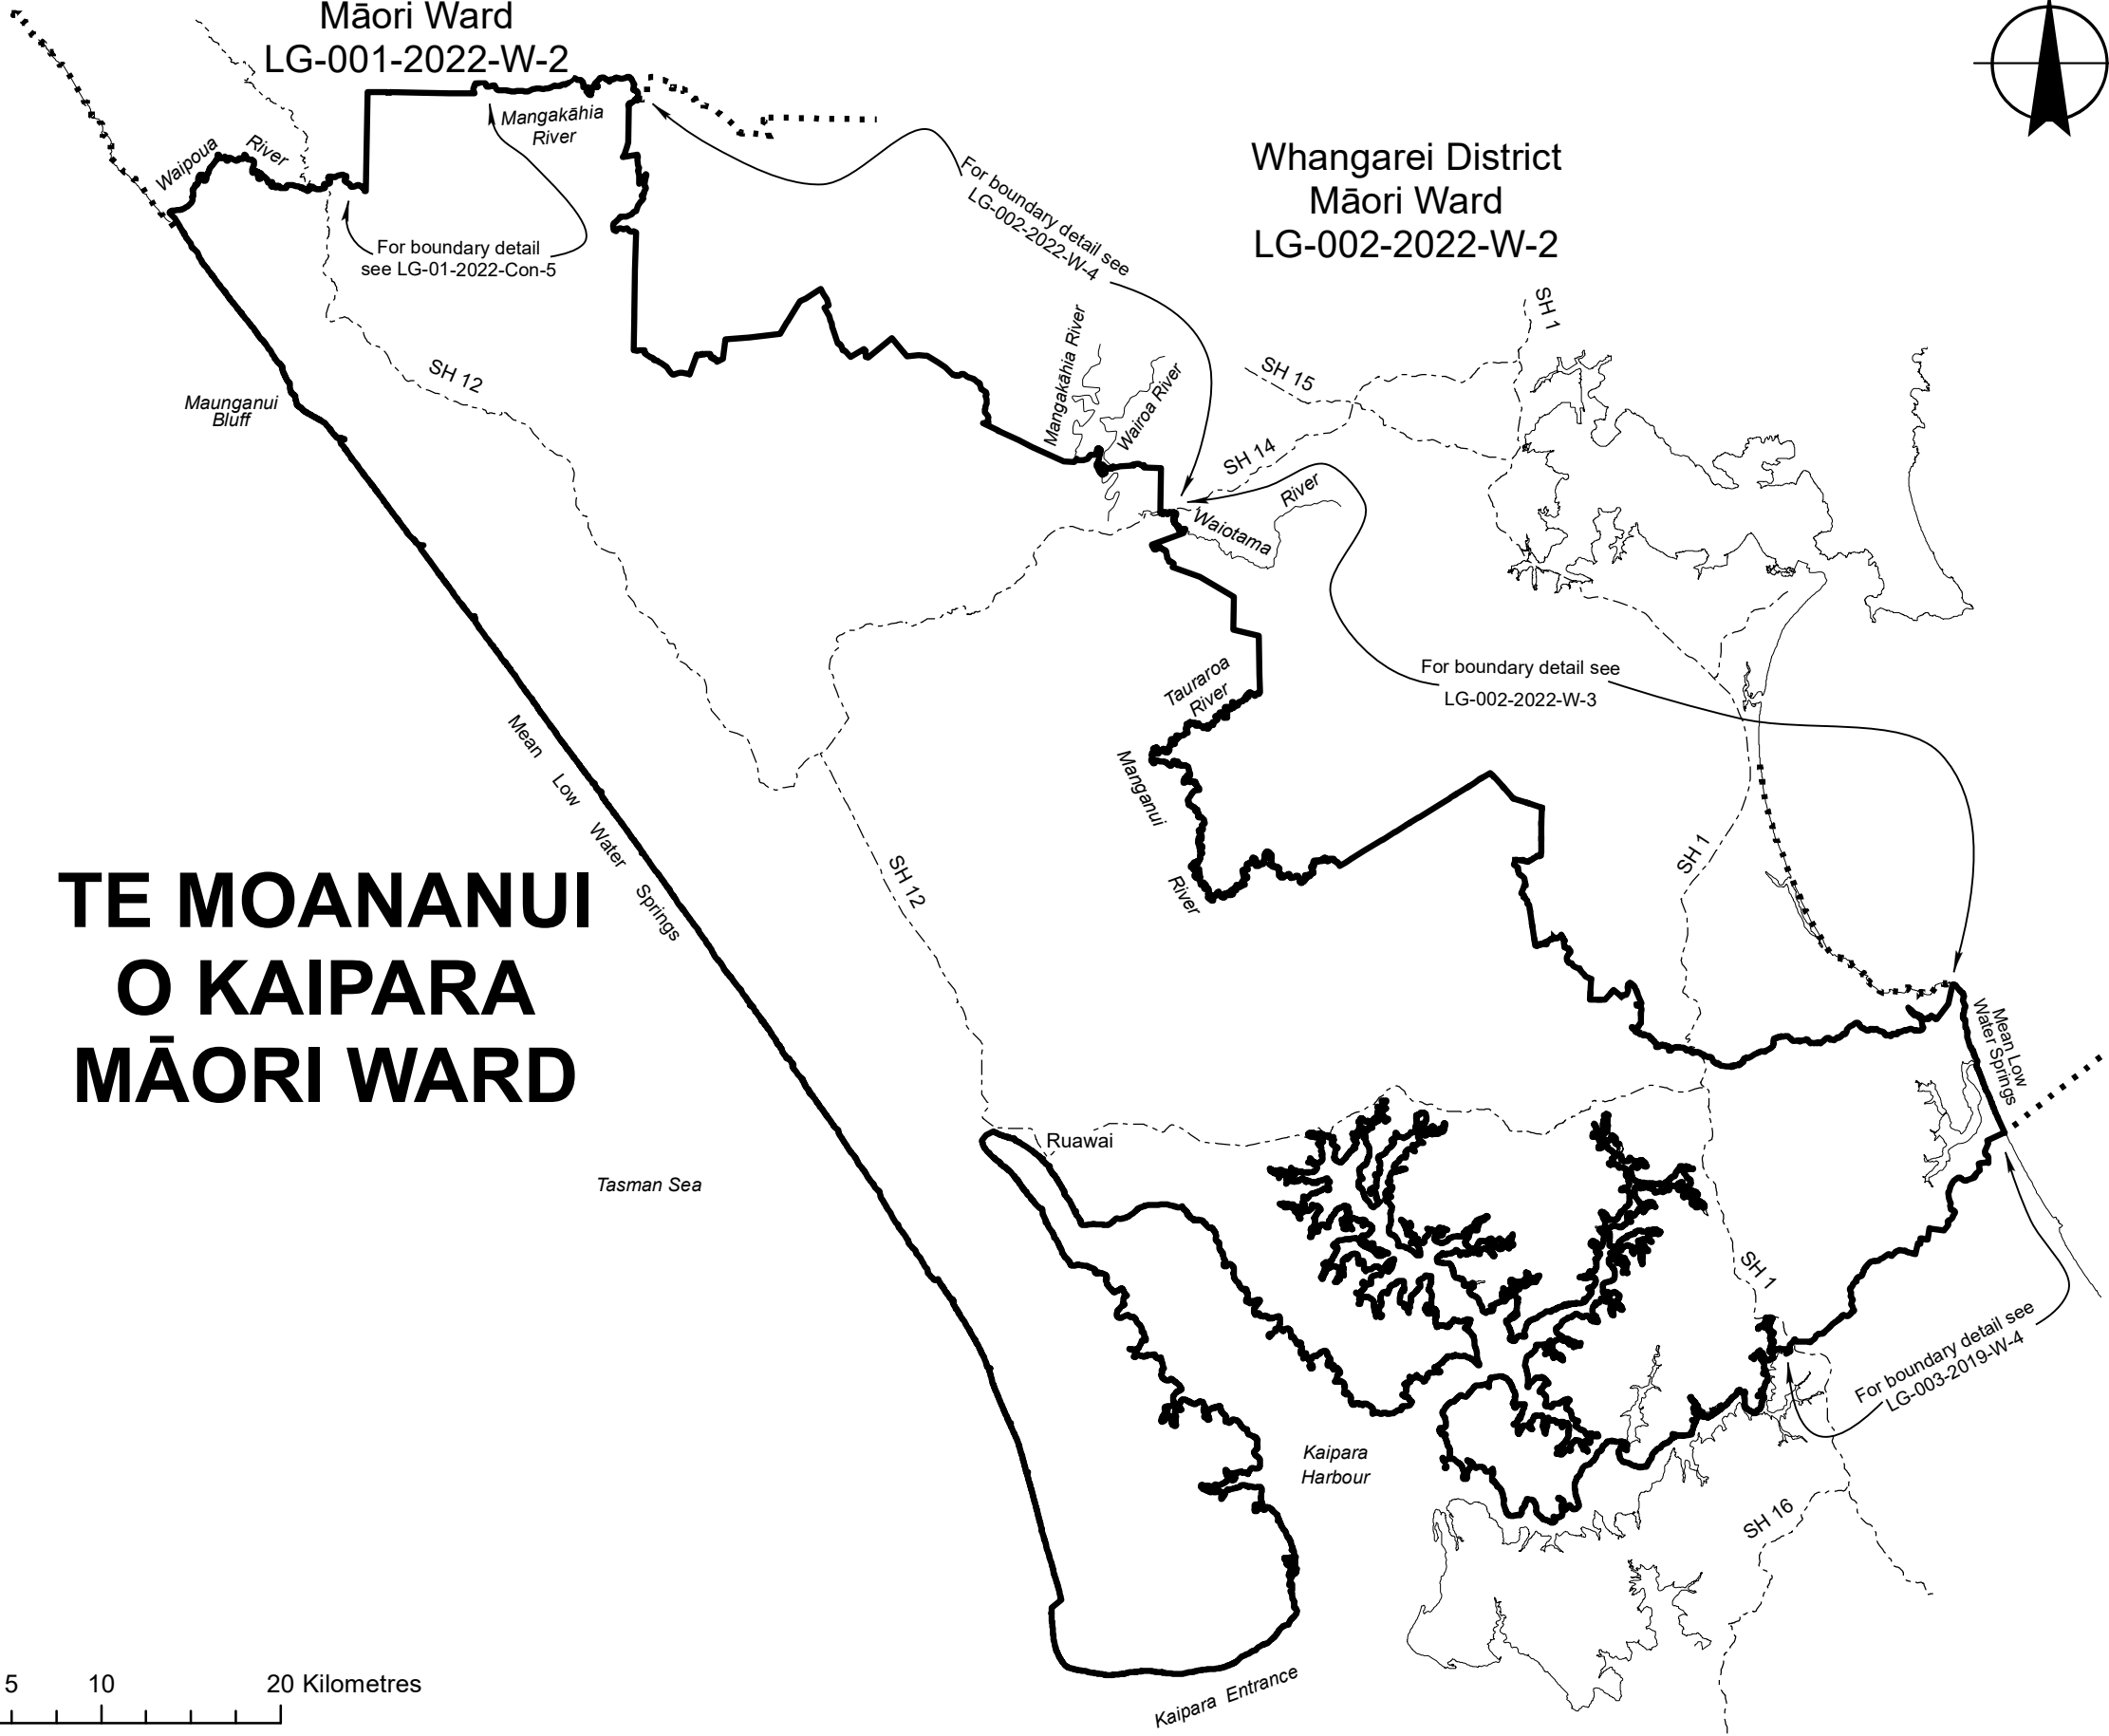 Māori Ward
LG-001-2022-W-2
Mangakāhia
River
Waipoua
River
For boundary detail
see LG-01-2022-Con-5
For boundary detail see
LG-002-2022-W-4
Whangarei District
Māori Ward
LG-002-2022-W-2
SH 1
SH 15
SH 12
Maunganui
Bluff
Mangakāhia River
Wairoa River
SH 14
River
Waiotama
For boundary detail see
LG-002-2022-W-3
Tauraroa
River
Manganui
River
Mean
Low
Water
Springs
SH 12
SH 1
TE MOANANUI
O KAIPARA
MĀORI WARD
Mean Low
Water Springs
Ruawai
Tasman Sea
SH 1
For boundary detail see
LG-003-2019-W-4
Kaipara
Harbour
SH 16
Kaipara Entrance
5 10 20 Kilometres